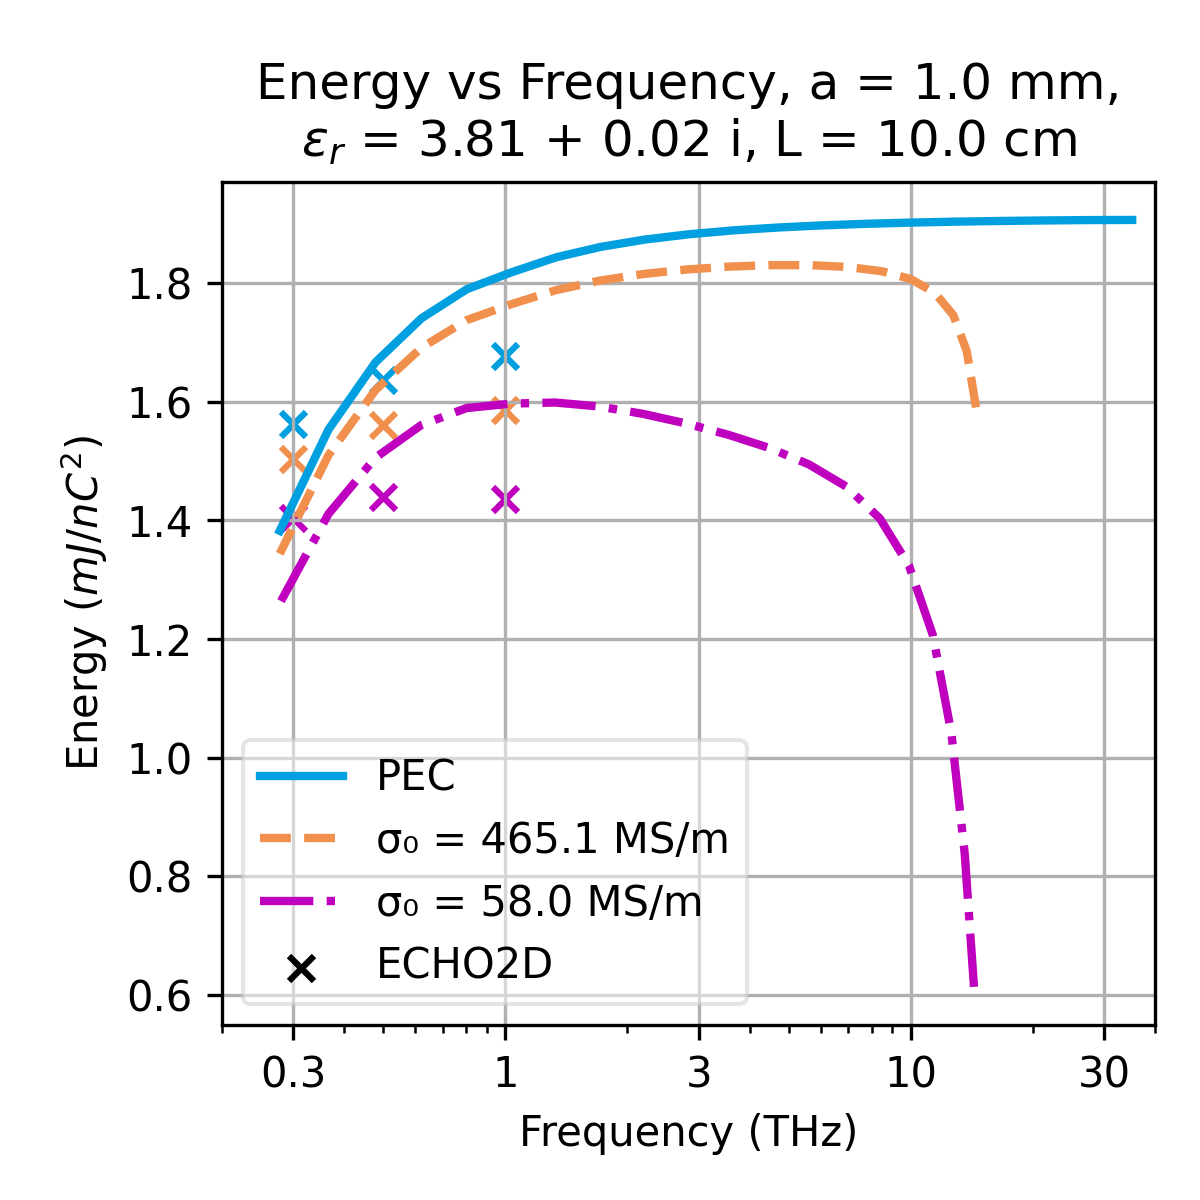 Energy vs Frequency, a = 1.0 mm,
εᵣ = 3.81 + 0.02 i, L = 10.0 cm
Energy (mJ/nC²)
1.8
1.6
1.4
1.2
1.0
0.8
0.6
PEC
σ₀ = 465.1 MS/m
σ₀ = 58.0 MS/m
ECHO2D
0.3 1 3 10 30
Frequency (THz)